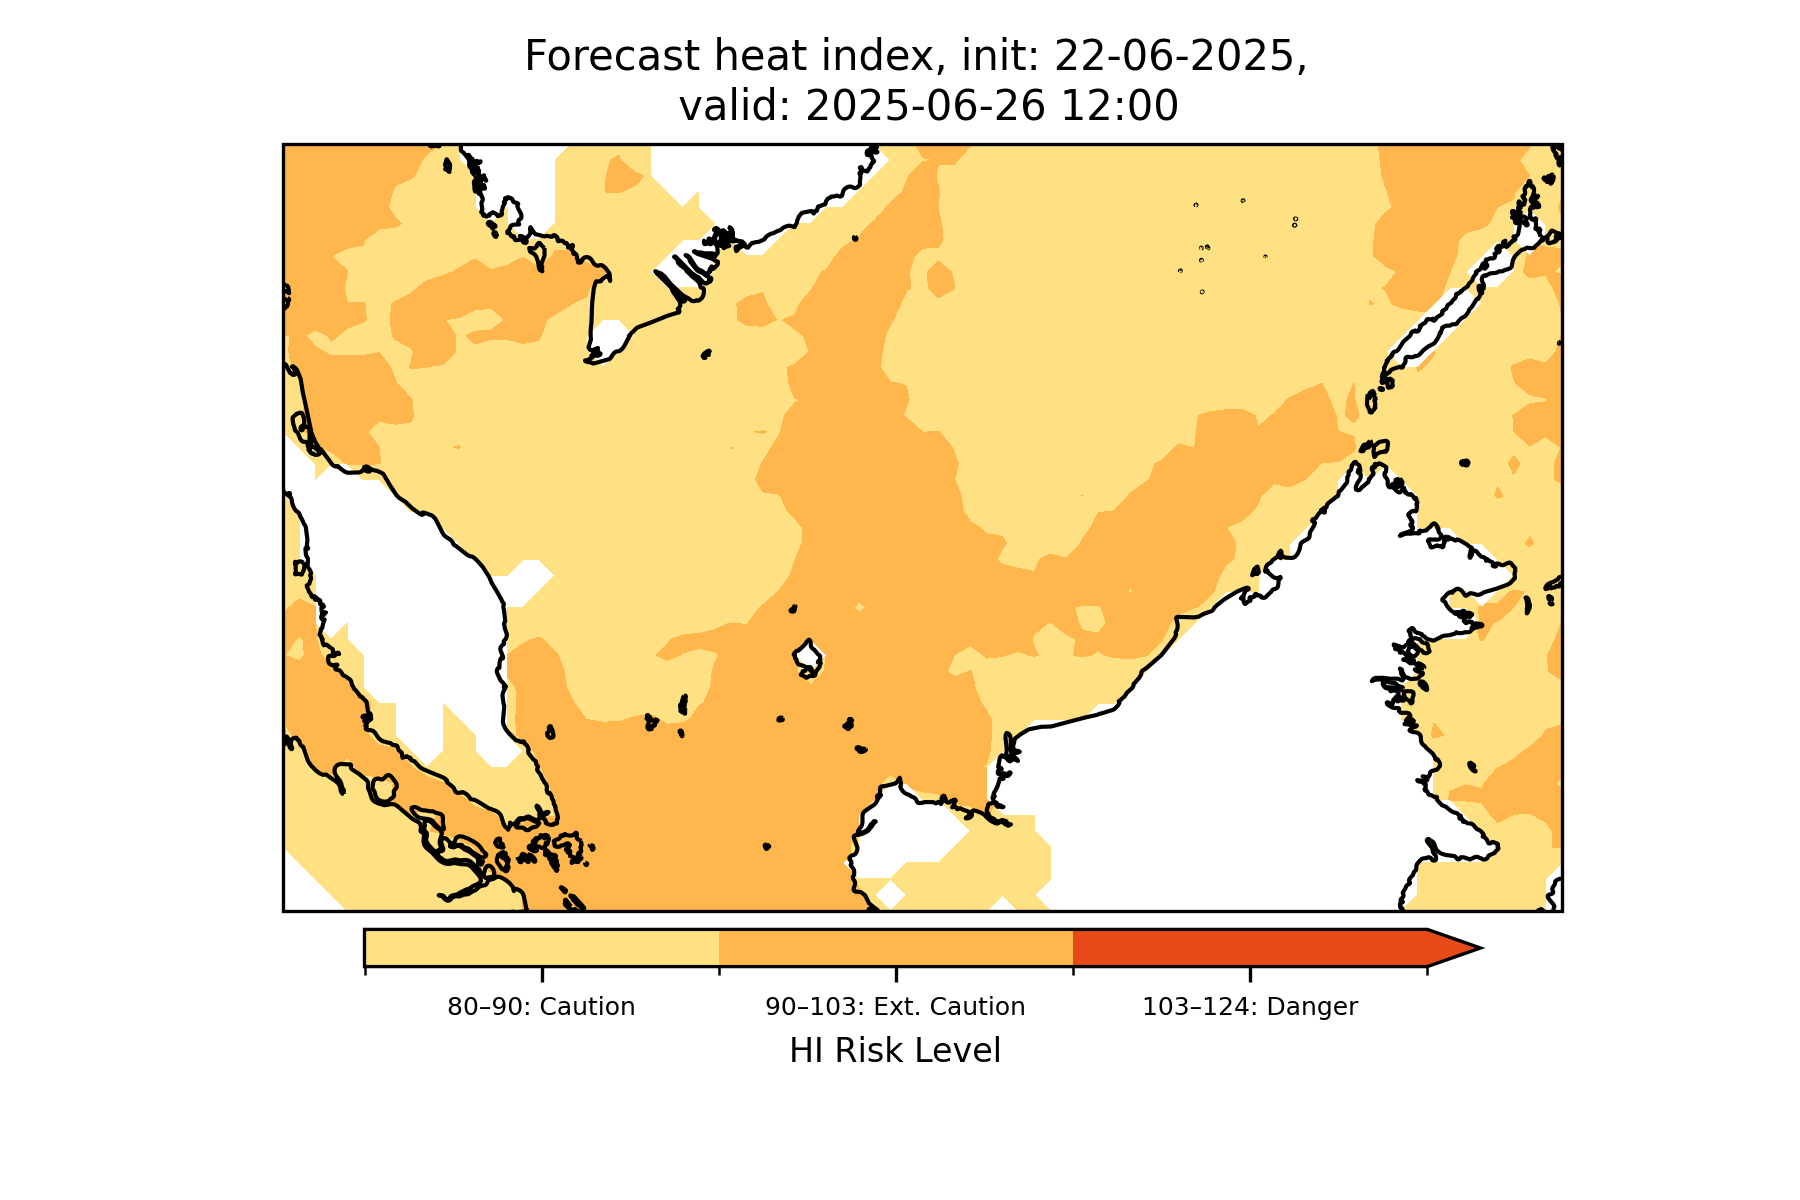 Forecast heat index, init: 22-06-2025,
valid: 2025-06-26 12:00
80–90: Caution
90–103: Ext. Caution
103–124: Danger
HI Risk Level